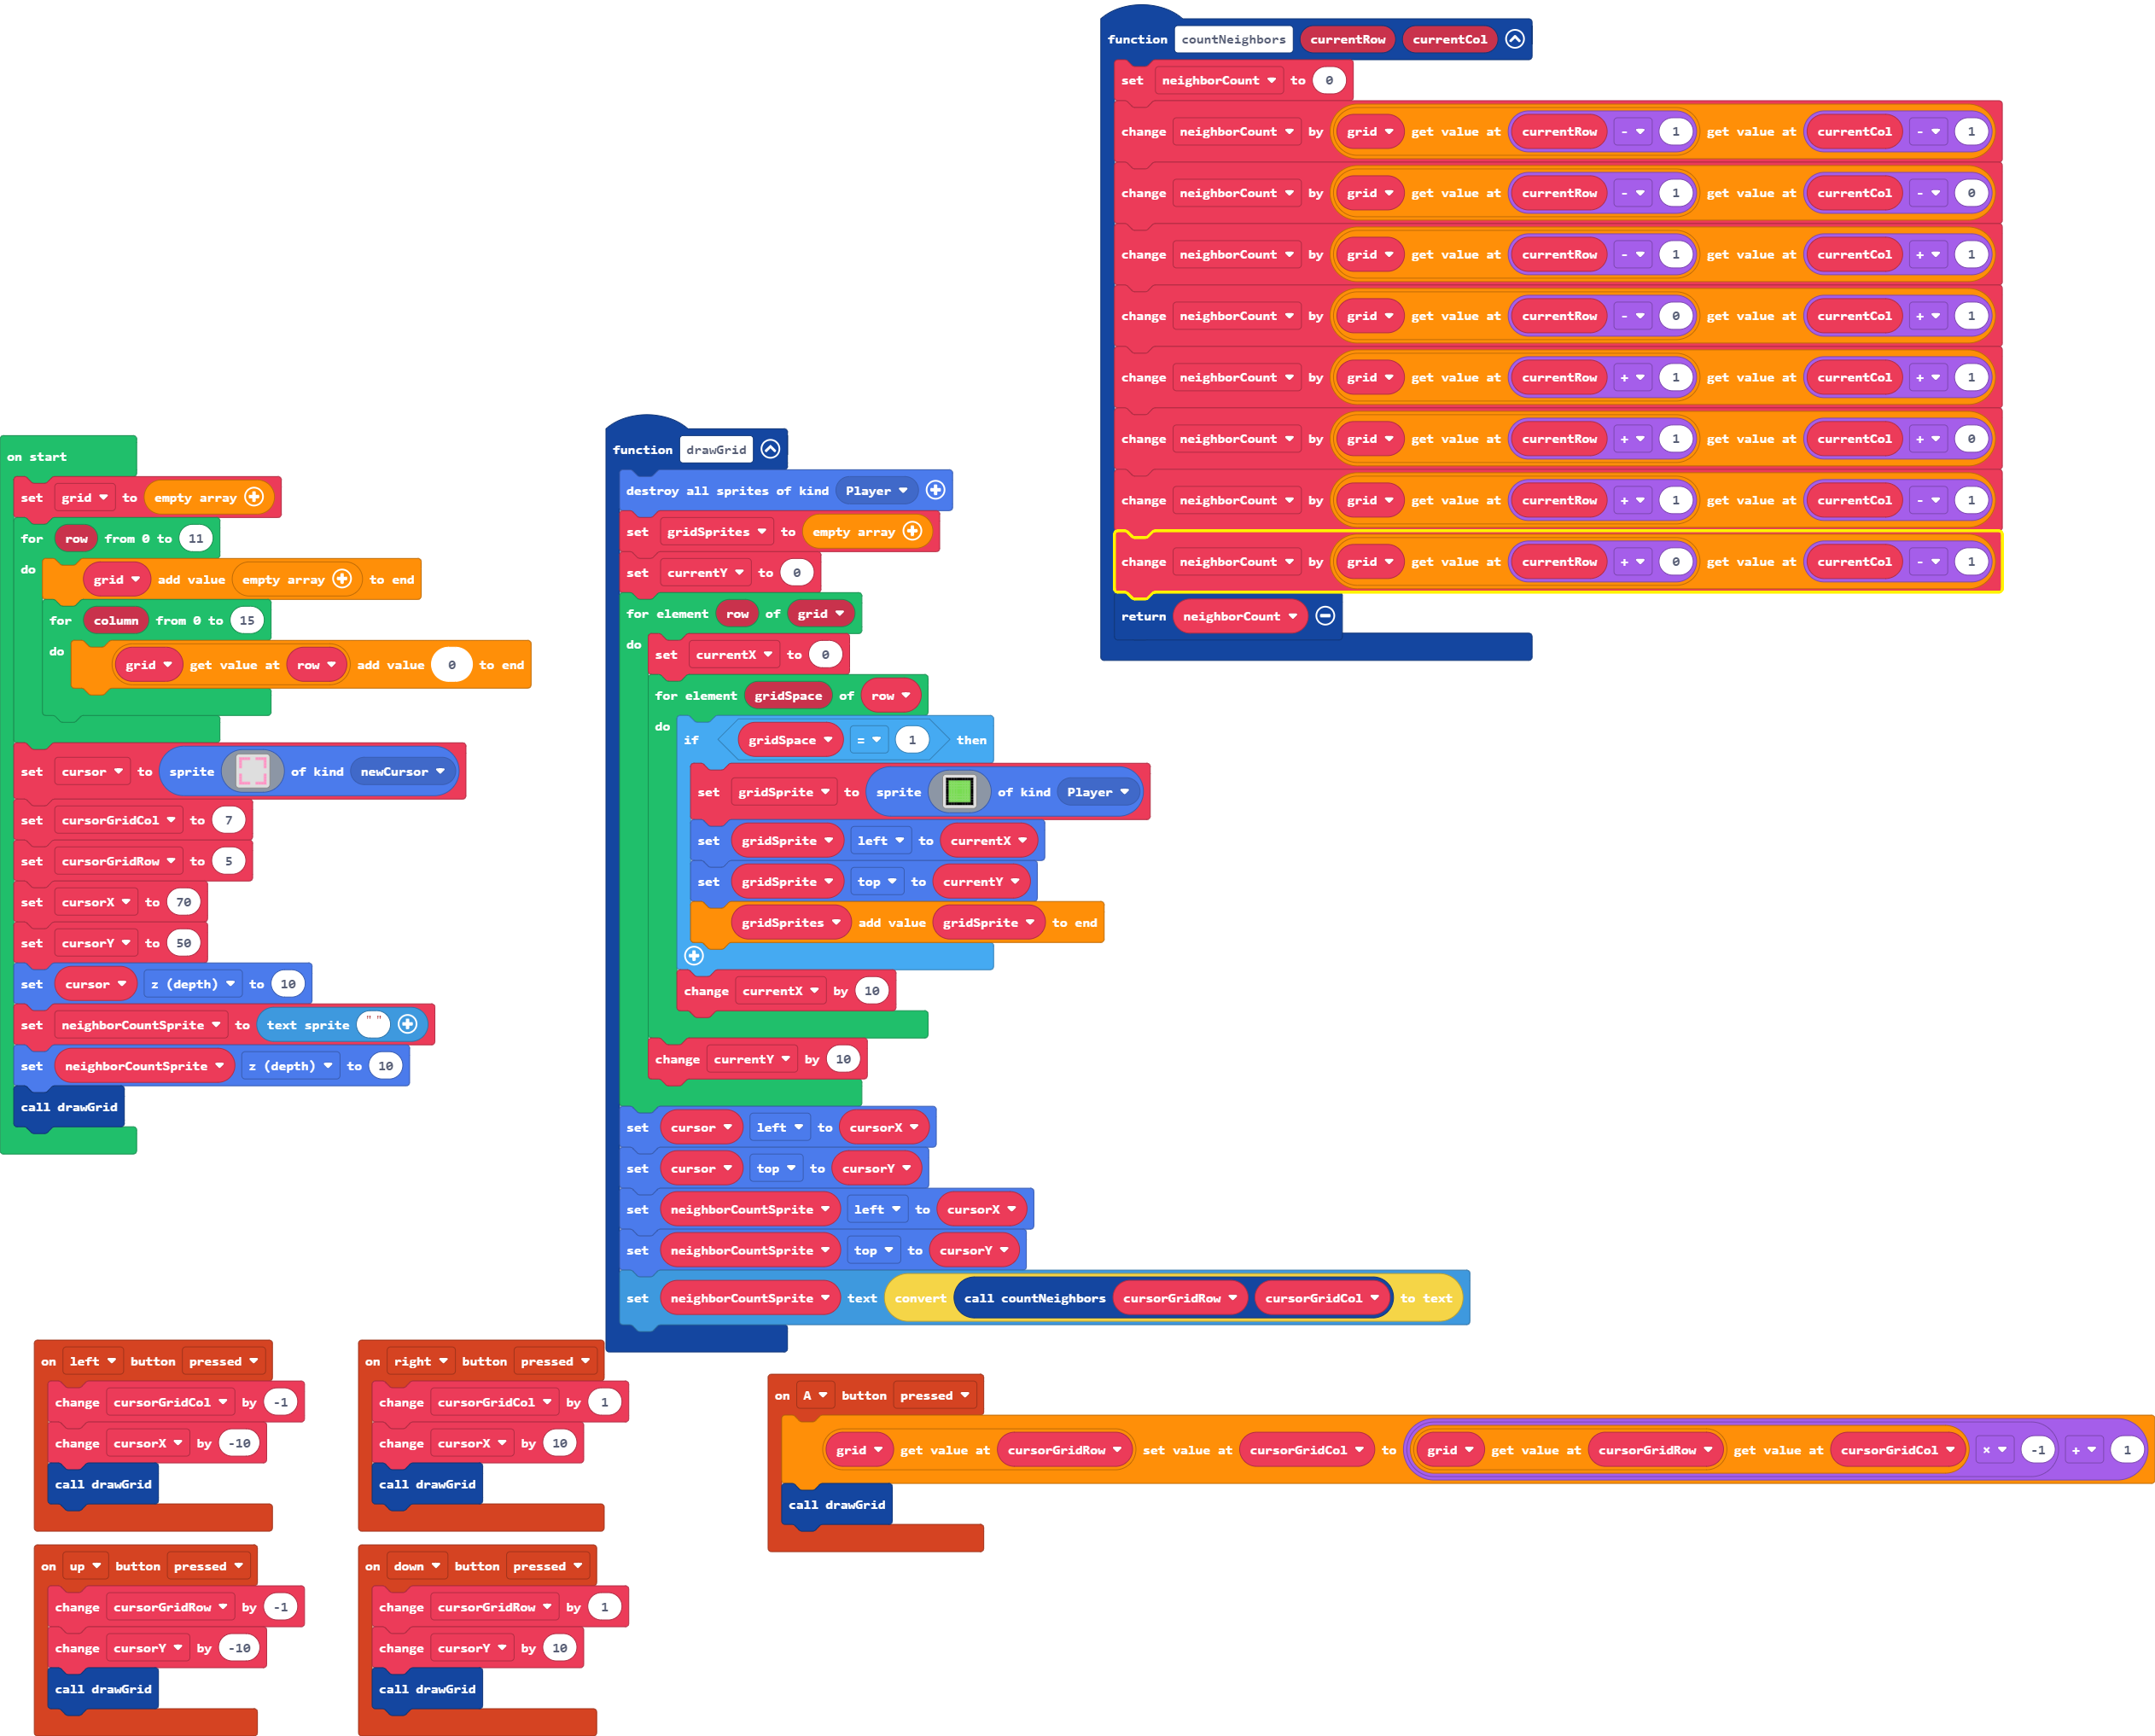 function countNeighbors currentRow currentCol
set neighborCount to 0
change neighborCount by grid get value at currentRow - 1 get value at currentCol - 1
change neighborCount by grid get value at currentRow - 1 get value at currentCol - 0
change neighborCount by grid get value at currentRow - 1 get value at currentCol + 1
change neighborCount by grid get value at currentRow - 0 get value at currentCol + 1
change neighborCount by grid get value at currentRow + 1 get value at currentCol + 1
change neighborCount by grid get value at currentRow + 1 get value at currentCol + 0
change neighborCount by grid get value at currentRow + 1 get value at currentCol - 1
change neighborCount by grid get value at currentRow + 0 get value at currentCol - 1
return neighborCount
on start
set grid to empty array
for row from 0 to 11
do
grid add value empty array to end
for column from 0 to 15
do
grid get value at row add value 0 to end
set cursor to sprite of kind newCursor
set cursorGridCol to 7
set cursorGridRow to 5
set cursorX to 70
set cursorY to 50
set cursor z (depth) to 10
set neighborCountSprite to text sprite " "
set neighborCountSprite z (depth) to 10
call drawGrid
function drawGrid
destroy all sprites of kind Player
set gridSprites to empty array
set currentY to 0
for element row of grid
do
set currentX to 0
for element gridSpace of row
do
if gridSpace = 1 then
set gridSprite to sprite of kind Player
set gridSprite left to currentX
set gridSprite top to currentY
gridSprites add value gridSprite to end
change currentX by 10
change currentY by 10
set cursor left to cursorX
set cursor top to cursorY
set neighborCountSprite left to cursorX
set neighborCountSprite top to cursorY
set neighborCountSprite text convert call countNeighbors cursorGridRow cursorGridCol to text
on left button pressed
change cursorGridCol by -1
change cursorX by -10
call drawGrid
on right button pressed
change cursorGridCol by 1
change cursorX by 10
call drawGrid
on A button pressed
grid get value at cursorGridRow set value at cursorGridCol to grid get value at cursorGridRow get value at cursorGridCol × -1 + 1
call drawGrid
on up button pressed
change cursorGridRow by -1
change cursorY by -10
call drawGrid
on down button pressed
change cursorGridRow by 1
change cursorY by 10
call drawGrid